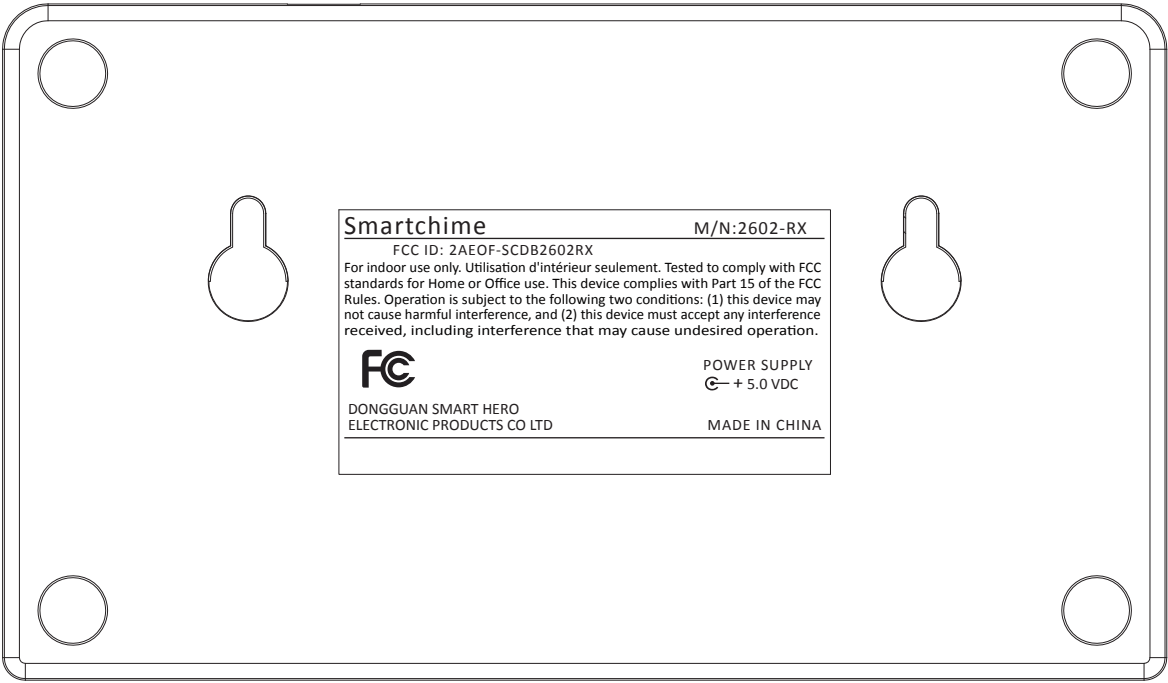 Smartchime M/N:2602-RX
FCC ID: 2AEOF-SCDB2602RX
For indoor use only. Utilisation d'intérieur seulement. Tested to comply with FCC
standards for Home or Office use. This device complies with Part 15 of the FCC
Rules. Operation is subject to the following two conditions: (1) this device may
not cause harmful interference, and (2) this device must accept any interference
received, including interference that may cause undesired operation.
FC
POWER SUPPLY
+ 5.0 VDC
DONGGUAN SMART HERO
ELECTRONIC PRODUCTS CO LTD MADE IN CHINA